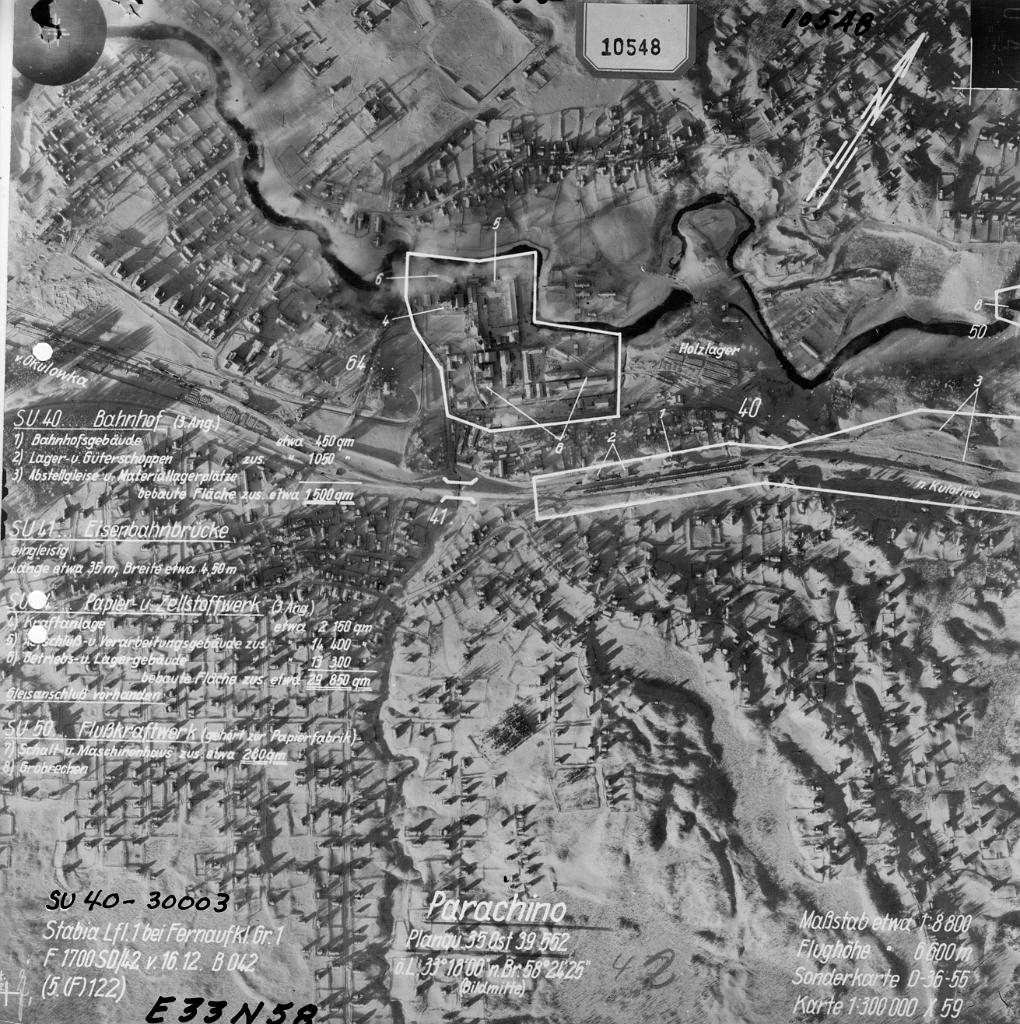 10548
10548
5
6
4
64
8
50
v. Okulowka
Holzlager
3
40
1
2
6
n. Kulotino
41
SU 40 Bahnhof (3. Ang.)
1) Bahnhofsgebäude etwa 450 qm
2) Lager- u. Güterschuppen zus. " 1050 "
3) Abstellgleise u. Materiallagerplätze
bebaute Fläche zus. etwa 1500 qm
SU 41 Eisenbahnbrücke
eingleisig
Länge etwa 35 m, Breite etwa 4,50 m
SU Papier- u. Zellstoffwerk (3. Ang.)
4) Kraftanlage etwa 2 150 qm
5) u. Verarbeitungsgebäude zus. " 14 400 "
6) Betriebs- u. Lagergebäude " 13 300 "
bebaute Fläche zus. etwa 29 850 qm
Gleisanschluß vorhanden
SU 50 Flußkraftwerk (gehört zur Papierfabrik)
7) Schalt- u. Maschinenhaus zus. etwa 280 qm
8) Grobrechen
SU 40 - 30003
Stabia Lfl. 1 bei Fernaufkl. Gr. 1
F 1700 SD/42 v. 16.12. B 042
(5.(F)122)
E33 N58
Parachino
Planqu. 35 Ost 39 562
ö.L. 33°18'00" n.Br. 58°24'25"
(Bildmitte)
Maßstab etwa 1:8 800
Flughöhe " 6 600 m
Sonderkarte O-36-55
Karte 1:300 000 X 59